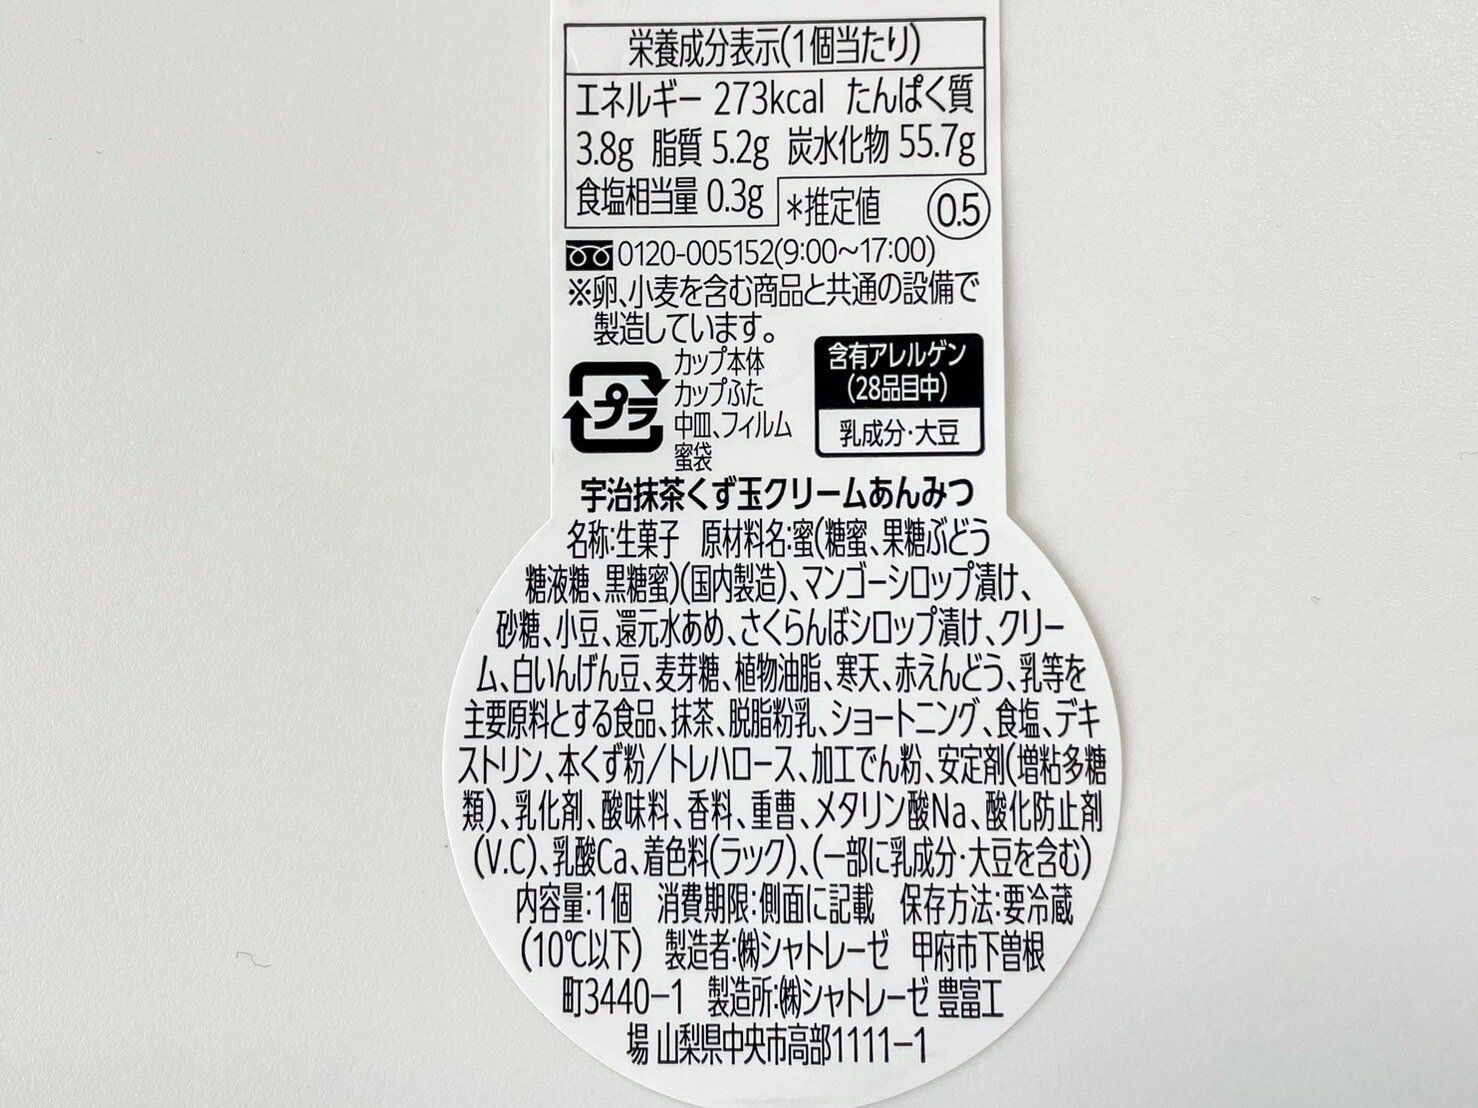 栄養成分表示(1個当たり)
エネルギー 273kcal たんぱく質
3.8g 脂質 5.2g 炭水化物 55.7g
食塩相当量 0.3g *推定値 0.5
0120-005152(9:00〜17:00)
※卵、小麦を含む商品と共通の設備で
製造しています。
プラ
カップ本体
カップふた
中皿、フィルム
蜜袋
含有アレルゲン
(28品目中)
乳成分・大豆
宇治抹茶くず玉クリームあんみつ
名称:生菓子 原材料名:蜜(糖蜜、果糖ぶどう
糖液糖、黒糖蜜)(国内製造)、マンゴーシロップ漬け、
砂糖、小豆、還元水あめ、さくらんぼシロップ漬け、クリー
ム、白いんげん豆、麦芽糖、植物油脂、寒天、赤えんどう、乳等を
主要原料とする食品、抹茶、脱脂粉乳、ショートニング、食塩、デキ
ストリン、本くず粉/トレハロース、加工でん粉、安定剤(増粘多糖
類)、乳化剤、酸味料、香料、重曹、メタリン酸Na、酸化防止剤
(V.C)、乳酸Ca、着色料(ラック)、(一部に乳成分・大豆を含む)
内容量:1個 消費期限:側面に記載 保存方法:要冷蔵
(10℃以下) 製造者:㈱シャトレーゼ 甲府市下曽根
町3440-1 製造所:㈱シャトレーゼ 豊富工
場 山梨県中央市高部1111-1